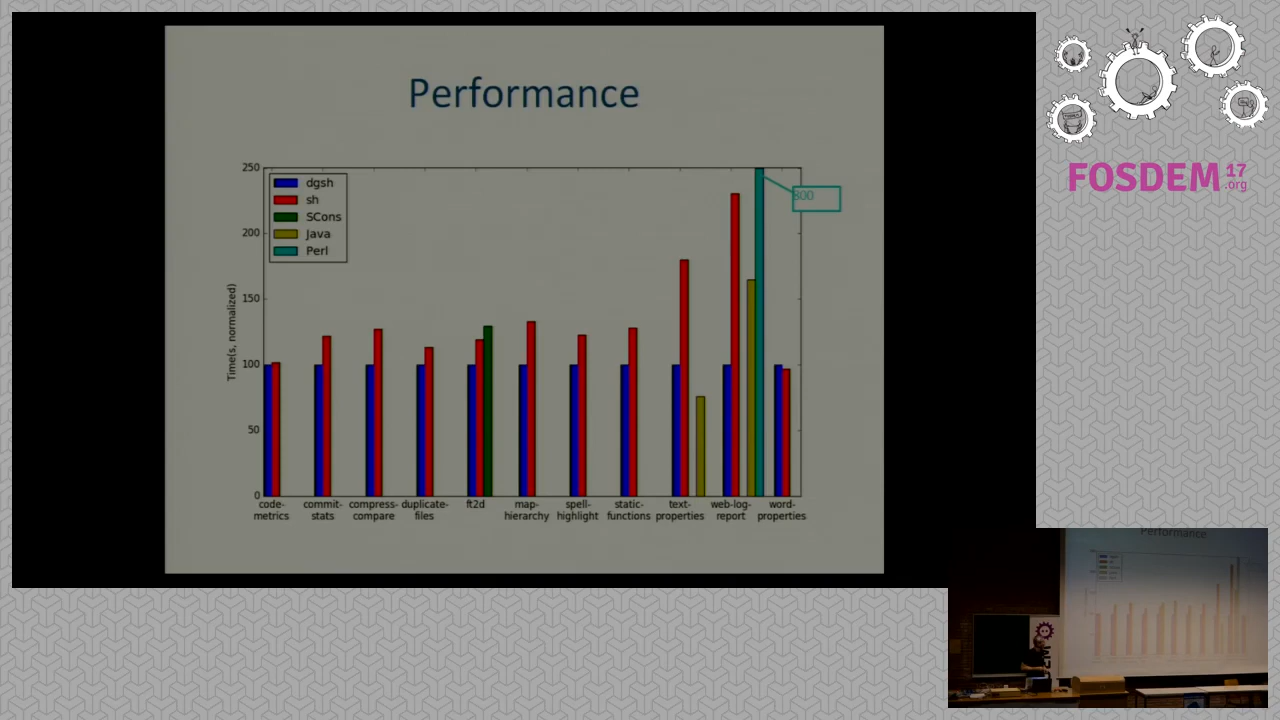 Performance
250
200
150
100
50
0
Time(s, normalized)
dgsh
sh
SCons
Java
Perl
800
code-metrics
commit-stats
compress-compare
duplicate-files
ft2d
map-hierarchy
spell-highlight
static-functions
text-properties
web-log-report
word-properties
FOSDEM 17
.org
Performance